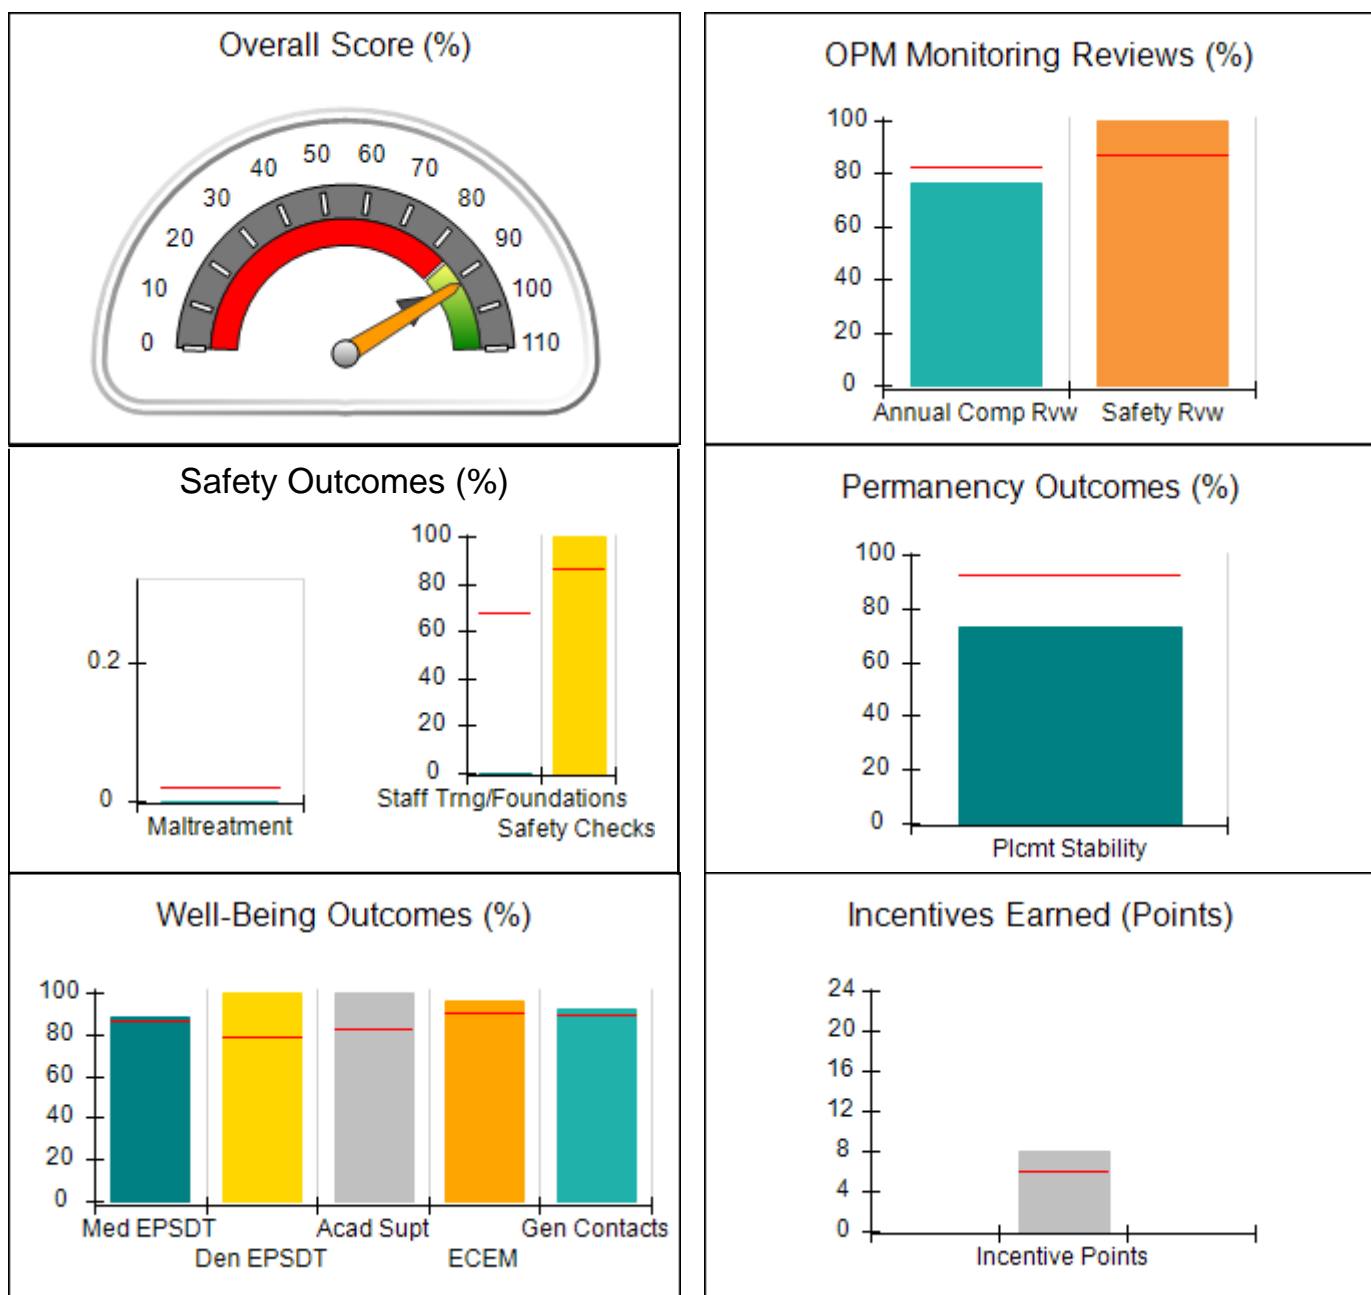 Overall Score (%)
0
10
20
30
40
50
60
70
80
90
100
110
OPM Monitoring Reviews (%)
100
80
60
40
20
0
Annual Comp Rvw
Safety Rvw
Safety Outcomes (%)
0.2
0
Maltreatment
100
80
60
40
20
0
Staff Trng/Foundations
Safety Checks
Permanency Outcomes (%)
100
80
60
40
20
0
Plcmt Stability
Well-Being Outcomes (%)
100
80
60
40
20
0
Med EPSDT
Den EPSDT
Acad Supt
ECEM
Gen Contacts
Incentives Earned (Points)
24
20
16
12
8
4
0
Incentive Points